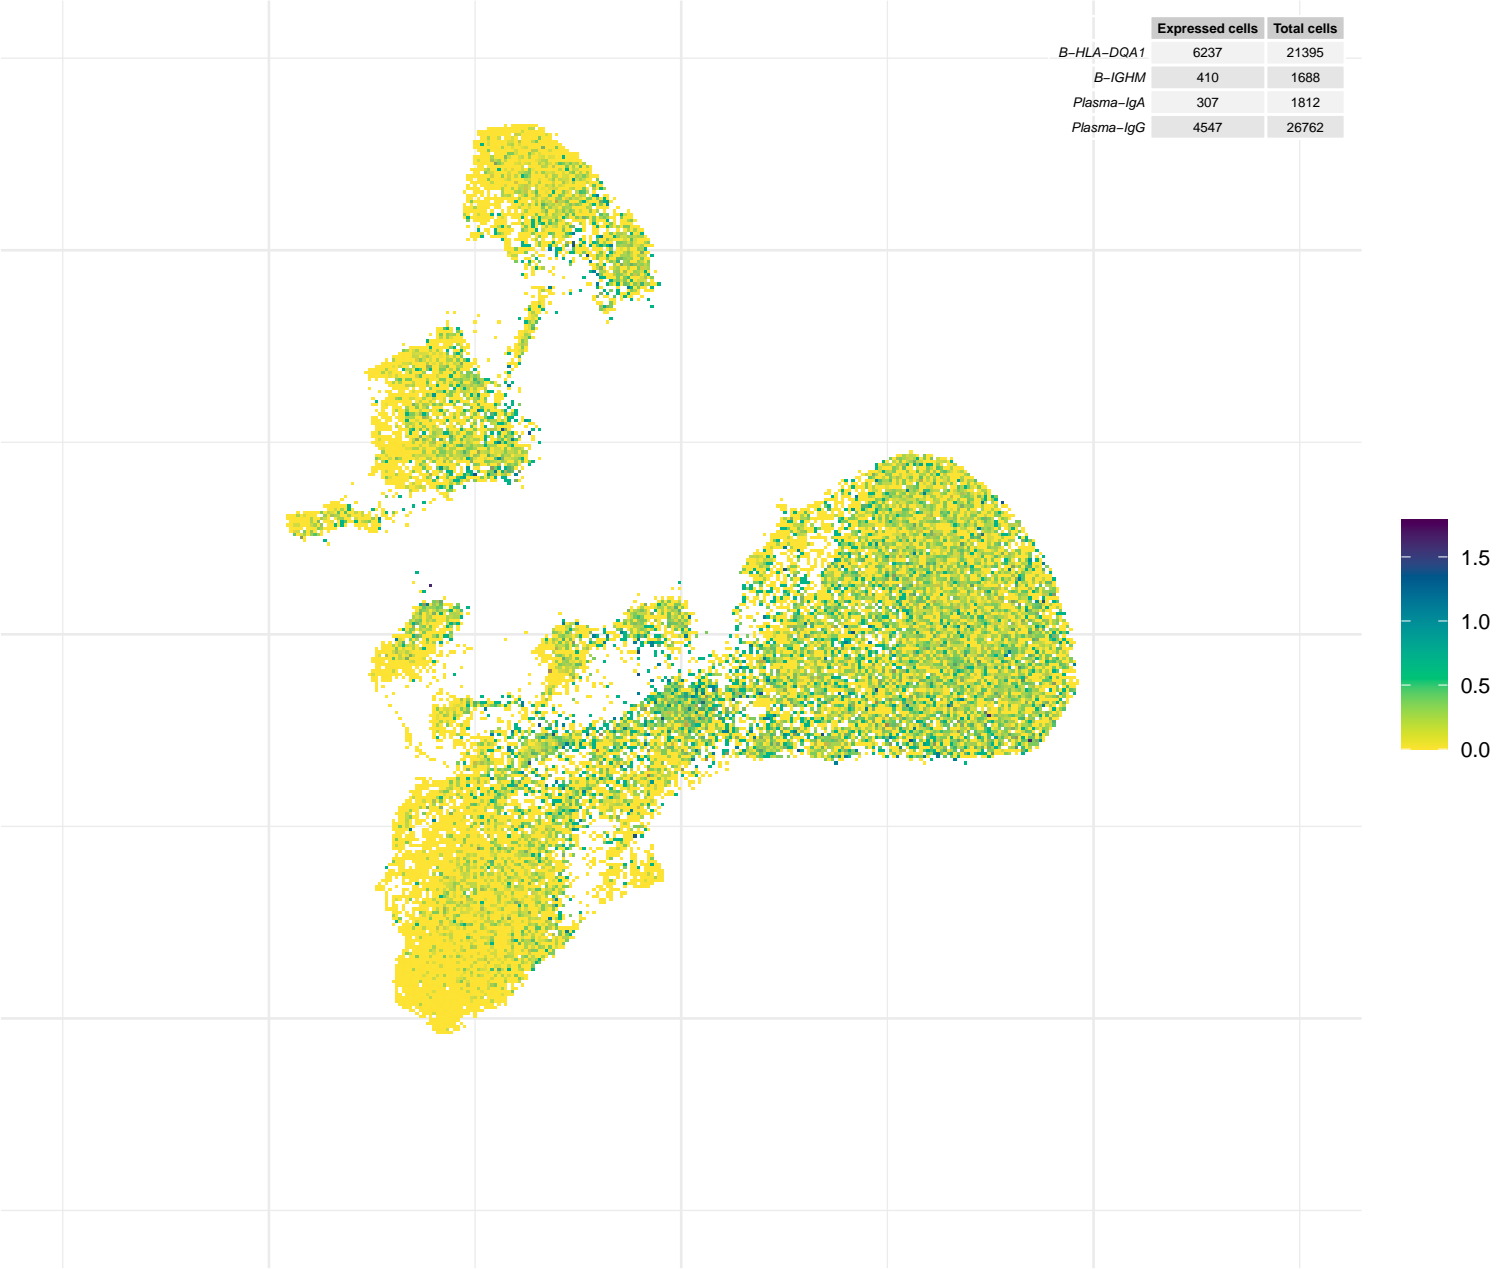 Expressed cells Total cells
B−HLA−DQA1 6237 21395
B−IGHM 410 1688
Plasma−IgA 307 1812
Plasma−IgG 4547 26762
1.5
1.0
0.5
0.0